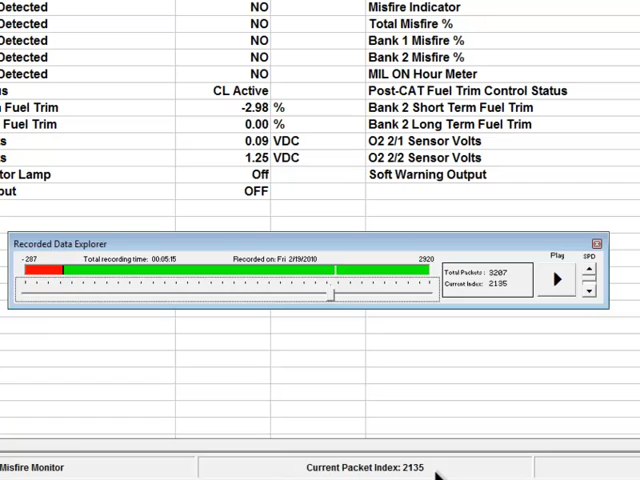 Detected NO Misfire Indicator
Detected NO Total Misfire %
Detected NO Bank 1 Misfire %
Detected NO Bank 2 Misfire %
Detected NO MIL ON Hour Meter
s CL Active Post-CAT Fuel Trim Control Status
Fuel Trim -2.98 % Bank 2 Short Term Fuel Trim
Fuel Trim 0.00 % Bank 2 Long Term Fuel Trim
s 0.09 VDC O2 2/1 Sensor Volts
s 1.25 VDC O2 2/2 Sensor Volts
tor Lamp Off Soft Warning Output
put OFF
Recorded Data Explorer
-287 Total recording time: 00:05:15 Recorded on: Fri 2/19/2010 2920
Play SPD
Total Packets: 3207
Current Index: 2135
Misfire Monitor Current Packet Index: 2135